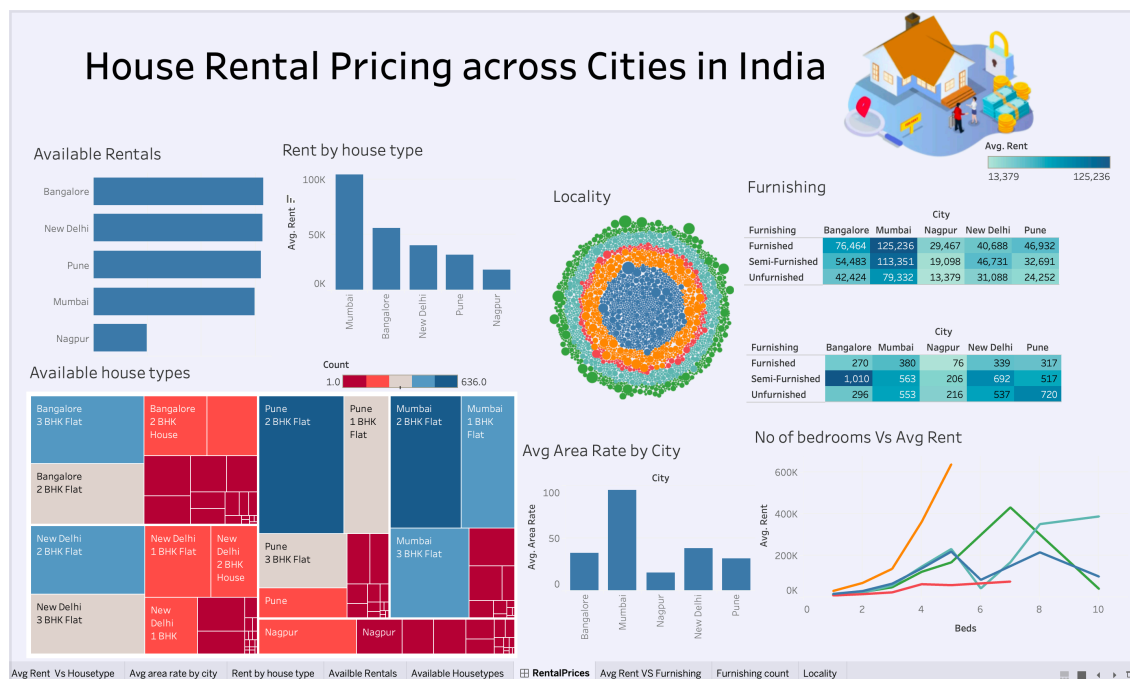 House Rental Pricing across Cities in India
Avg. Rent
13,379 125,236
Available Rentals
Bangalore
New Delhi
Pune
Mumbai
Nagpur
Rent by house type
Avg. Rent
100K
50K
0K
Mumbai
Bangalore
New Delhi
Pune
Nagpur
Locality
Furnishing
City
Furnishing Bangalore Mumbai Nagpur New Delhi Pune
Furnished 76,464 125,236 29,467 40,688 46,932
Semi-Furnished 54,483 113,351 19,098 46,731 32,691
Unfurnished 42,424 79,332 13,379 31,088 24,252
City
Furnishing Bangalore Mumbai Nagpur New Delhi Pune
Furnished 270 380 76 339 317
Semi-Furnished 1,010 563 206 692 517
Unfurnished 296 553 216 537 720
Available house types
Count
1.0 636.0
Bangalore
3 BHK Flat
Bangalore
2 BHK
House
Bangalore
2 BHK Flat
New Delhi
2 BHK Flat
New Delhi
1 BHK Flat
New
Delhi
2 BHK
House
New Delhi
3 BHK Flat
New
Delhi
1 BHK
Pune
2 BHK Flat
Pune
1 BHK
Flat
Pune
3 BHK Flat
Pune
Mumbai
2 BHK Flat
Mumbai
1 BHK
Flat
Mumbai
3 BHK Flat
Nagpur
Nagpur
Avg Area Rate by City
City
Avg. Area Rate
100
50
0
Bangalore
Mumbai
Nagpur
New Delhi
Pune
No of bedrooms Vs Avg Rent
Avg. Rent
600K
400K
200K
0K
0 2 4 6 8 10
Beds
Avg Rent Vs Housetype
Avg area rate by city
Rent by house type
Availble Rentals
Available Housetypes
RentalPrices
Avg Rent VS Furnishing
Furnishing count
Locality